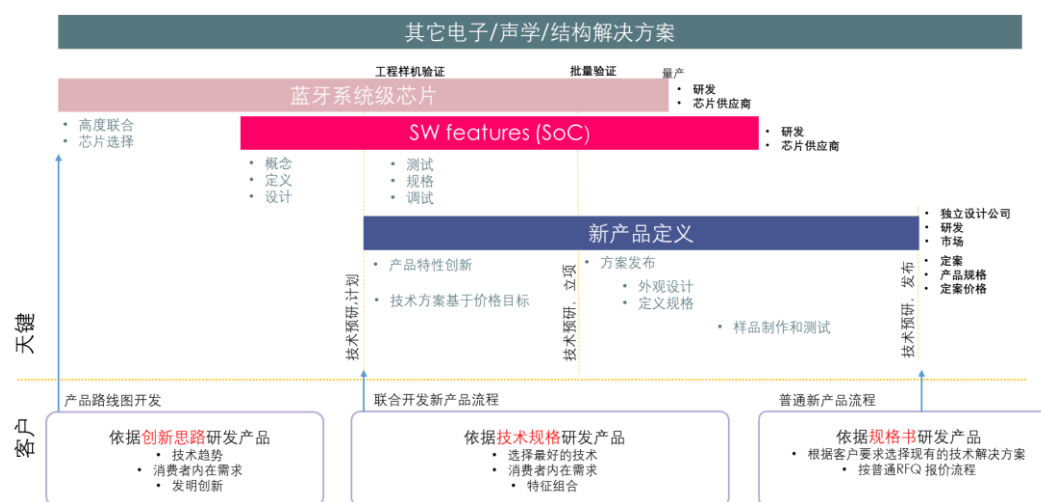 其它电子/声学/结构解决方案
工程样机验证
批量验证
量产
蓝牙系统级芯片
• 研发
• 芯片供应商
• 高度联合
• 芯片选择
SW features (SoC)
• 研发
• 芯片供应商
• 概念
• 定义
• 设计
• 测试
• 规格
• 调试
新产品定义
• 独立设计公司
• 研发
• 市场
• 定案
• 产品规格
• 定案价格
• 产品特性创新
• 技术方案基于价格目标
• 方案发布
• 外观设计
• 定义规格
• 样品制作和测试
技术预研,计划
技术预研，立项
技术预研，发布
天键
客户
产品路线图开发
联合开发新产品流程
普通新产品流程
依据创新思路研发产品
• 技术趋势
• 消费者内在需求
• 发明创新
依据技术规格研发产品
• 选择最好的技术
• 消费者内在需求
• 特征组合
依据规格书研发产品
• 根据客户要求选择现有的技术解决方案
• 按普通RFQ 报价流程